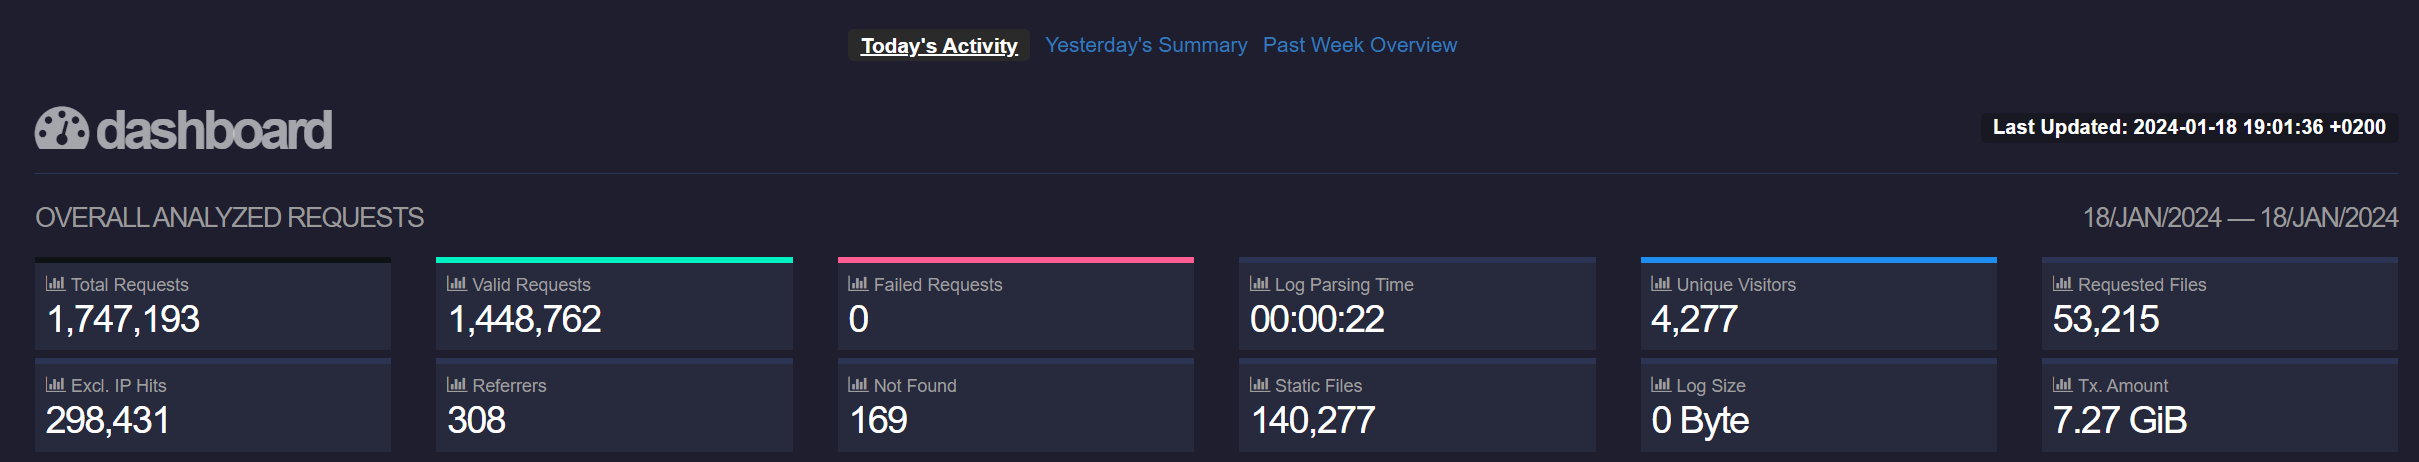 Today's Activity Yesterday's Summary Past Week Overview
dashboard
Last Updated: 2024-01-18 19:01:36 +0200
OVERALL ANALYZED REQUESTS
18/JAN/2024 — 18/JAN/2024
Total Requests
1,747,193
Valid Requests
1,448,762
Failed Requests
0
Log Parsing Time
00:00:22
Unique Visitors
4,277
Requested Files
53,215
Excl. IP Hits
298,431
Referrers
308
Not Found
169
Static Files
140,277
Log Size
0 Byte
Tx. Amount
7.27 GiB